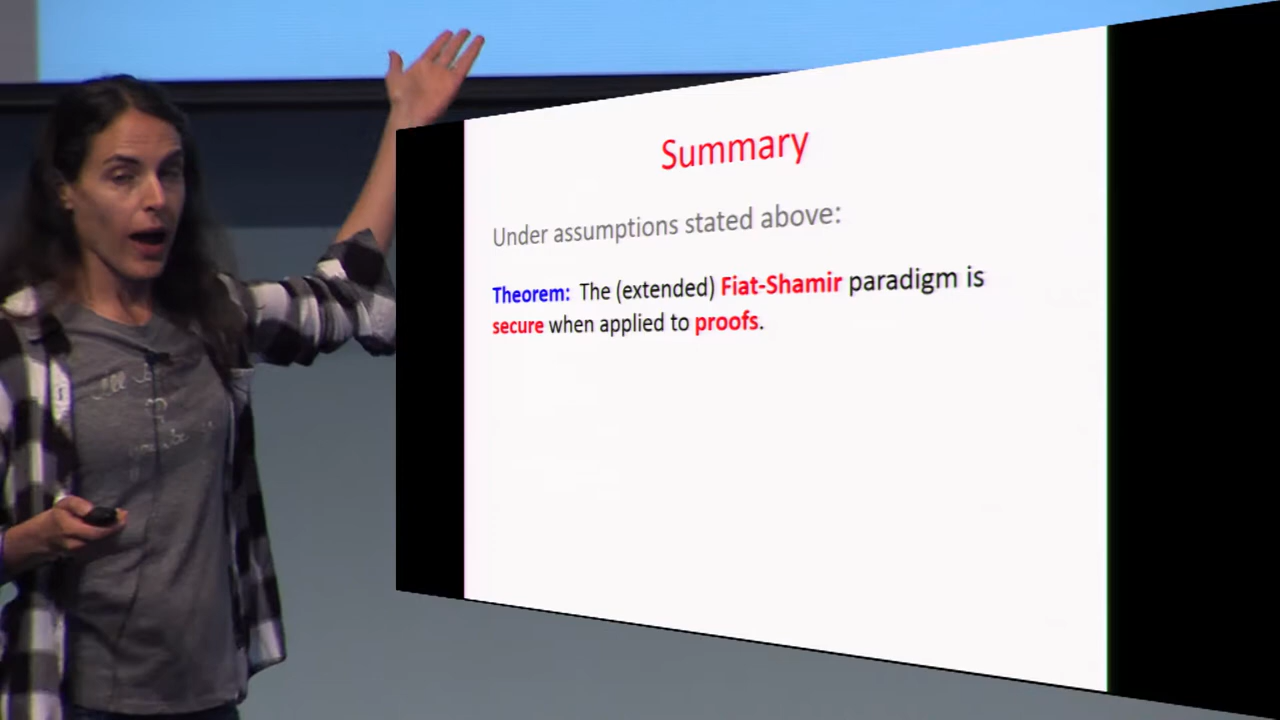 Summary
Under assumptions stated above:
Theorem: The (extended) Fiat-Shamir paradigm is
secure when applied to proofs.